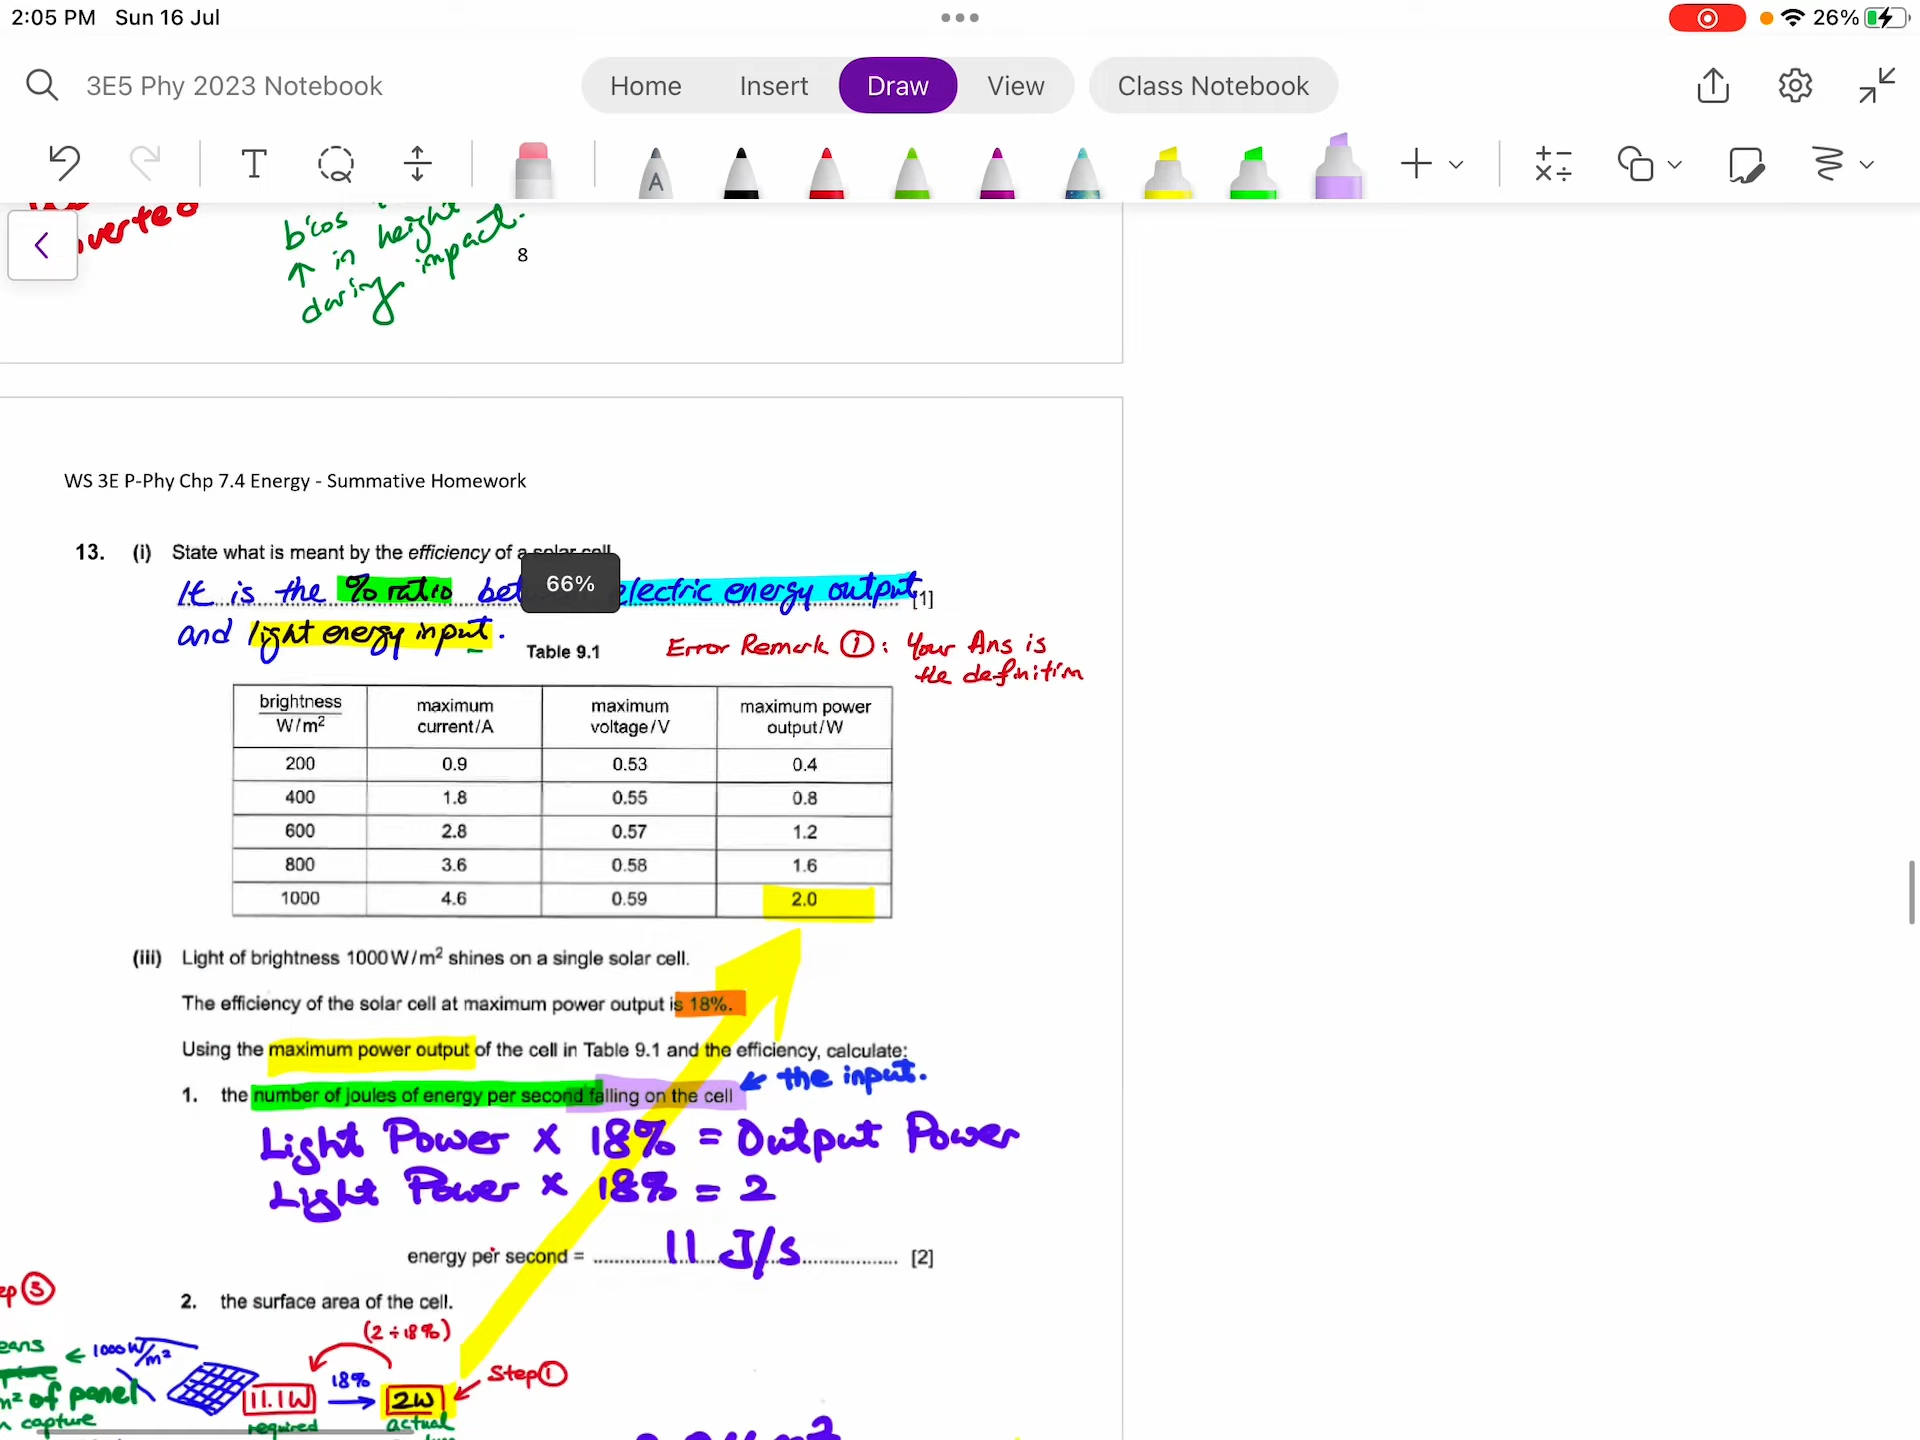 2:05 PM Sun 16 Jul
26%
3E5 Phy 2023 Notebook
Home Insert Draw View Class Notebook
T
A
verted
b'cos
↑ in height
during impact.
8
WS 3E P-Phy Chp 7.4 Energy - Summative Homework
13. (i) State what is meant by the efficiency of a solar cell
66%
It is the % ratio bet electric energy output [1]
and light energy input.
Table 9.1
Error Remark ①: Your Ans is
the definition
brightness W/m² maximum current/A maximum voltage/V maximum power output/W
200 0.9 0.53 0.4
400 1.8 0.55 0.8
600 2.8 0.57 1.2
800 3.6 0.58 1.6
1000 4.6 0.59 2.0
(iii) Light of brightness 1000 W/m² shines on a single solar cell.
The efficiency of the solar cell at maximum power output is 18%.
Using the maximum power output of the cell in Table 9.1 and the efficiency, calculate:
← the input.
1. the number of joules of energy per second falling on the cell
Light Power × 18% = Output Power
Light Power × 18% = 2
energy per second = 11 J/s [2]
ep ③
2. the surface area of the cell.
(2 ÷ 18%)
eans ← 1000 W/m²
Step ①
m² of panel 11.1W 18% → 2W
capture required actual